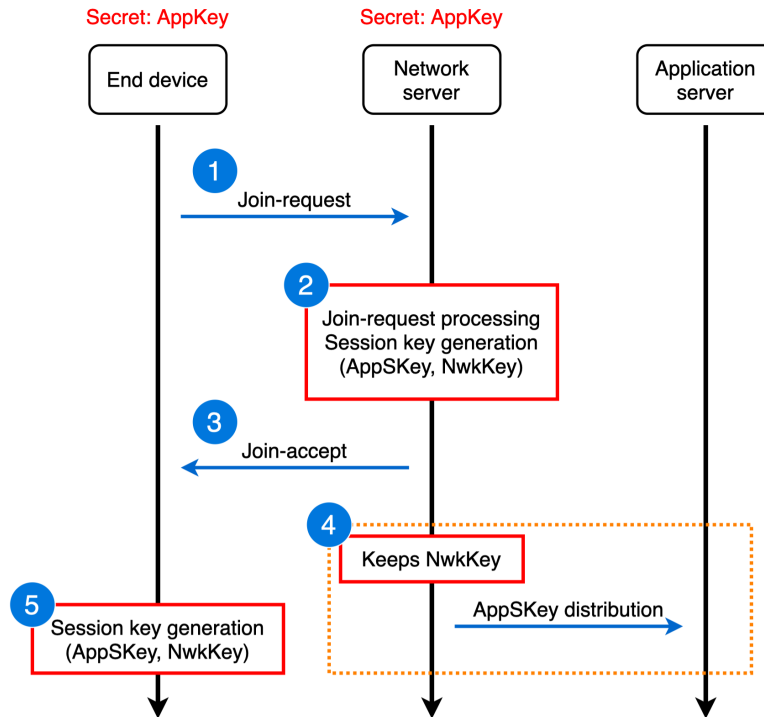 Secret: AppKey
Secret: AppKey
End device
Network
server
Application
server
1
Join-request
2
Join-request processing
Session key generation
(AppSKey, NwkKey)
3
Join-accept
4
Keeps NwkKey
AppSKey distribution
5
Session key generation
(AppSKey, NwkKey)